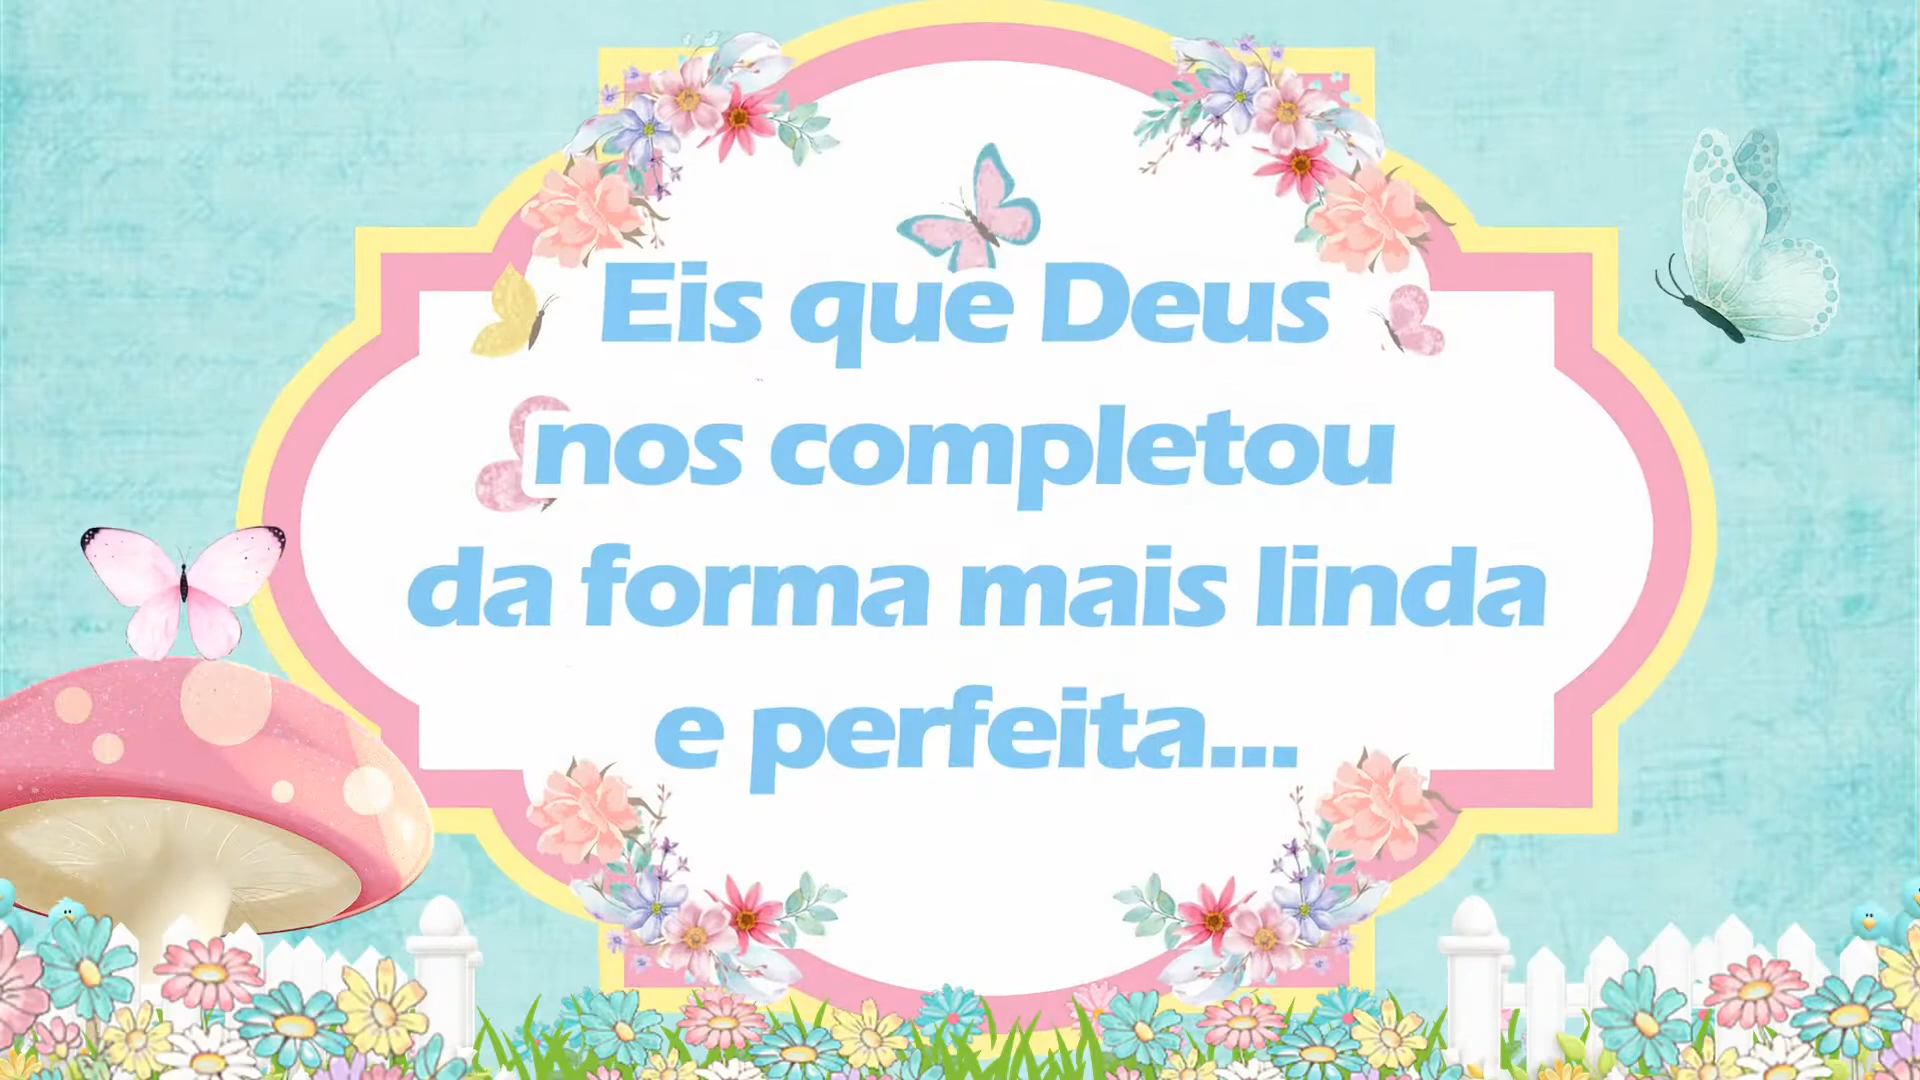 Eis que Deus
nos completou
da forma mais linda
e perfeita...